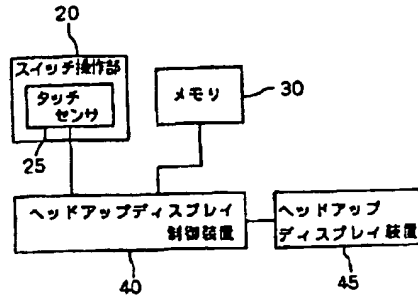 20
スイッチ操作部
タッチ
センサ
25
メモリ
30
ヘッドアップディスプレイ
制御装置
40
ヘッドアップ
ディスプレイ装置
45